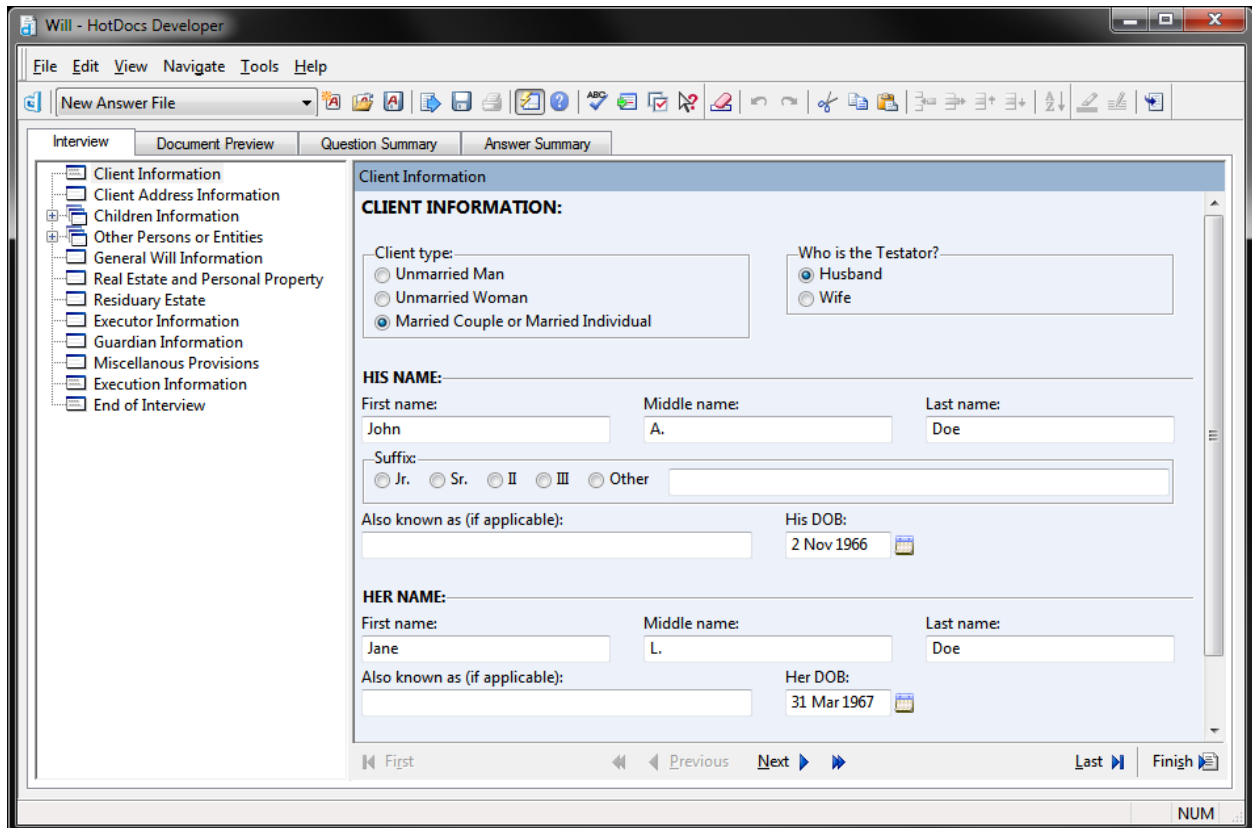 Will - HotDocs Developer
File Edit View Navigate Tools Help
New Answer File
ABC
Interview Document Preview Question Summary Answer Summary
Client Information
Client Address Information
Children Information
Other Persons or Entities
General Will Information
Real Estate and Personal Property
Residuary Estate
Executor Information
Guardian Information
Miscellanous Provisions
Execution Information
End of Interview
Client Information
CLIENT INFORMATION:
Client type: Who is the Testator?
Unmarried Man Husband
Unmarried Woman Wife
Married Couple or Married Individual
HIS NAME:
First name: Middle name: Last name:
John A. Doe
Suffix:
Jr. Sr. II III Other
Also known as (if applicable): His DOB:
2 Nov 1966
HER NAME:
First name: Middle name: Last name:
Jane L. Doe
Also known as (if applicable): Her DOB:
31 Mar 1967
First Previous Next Last Finish
NUM